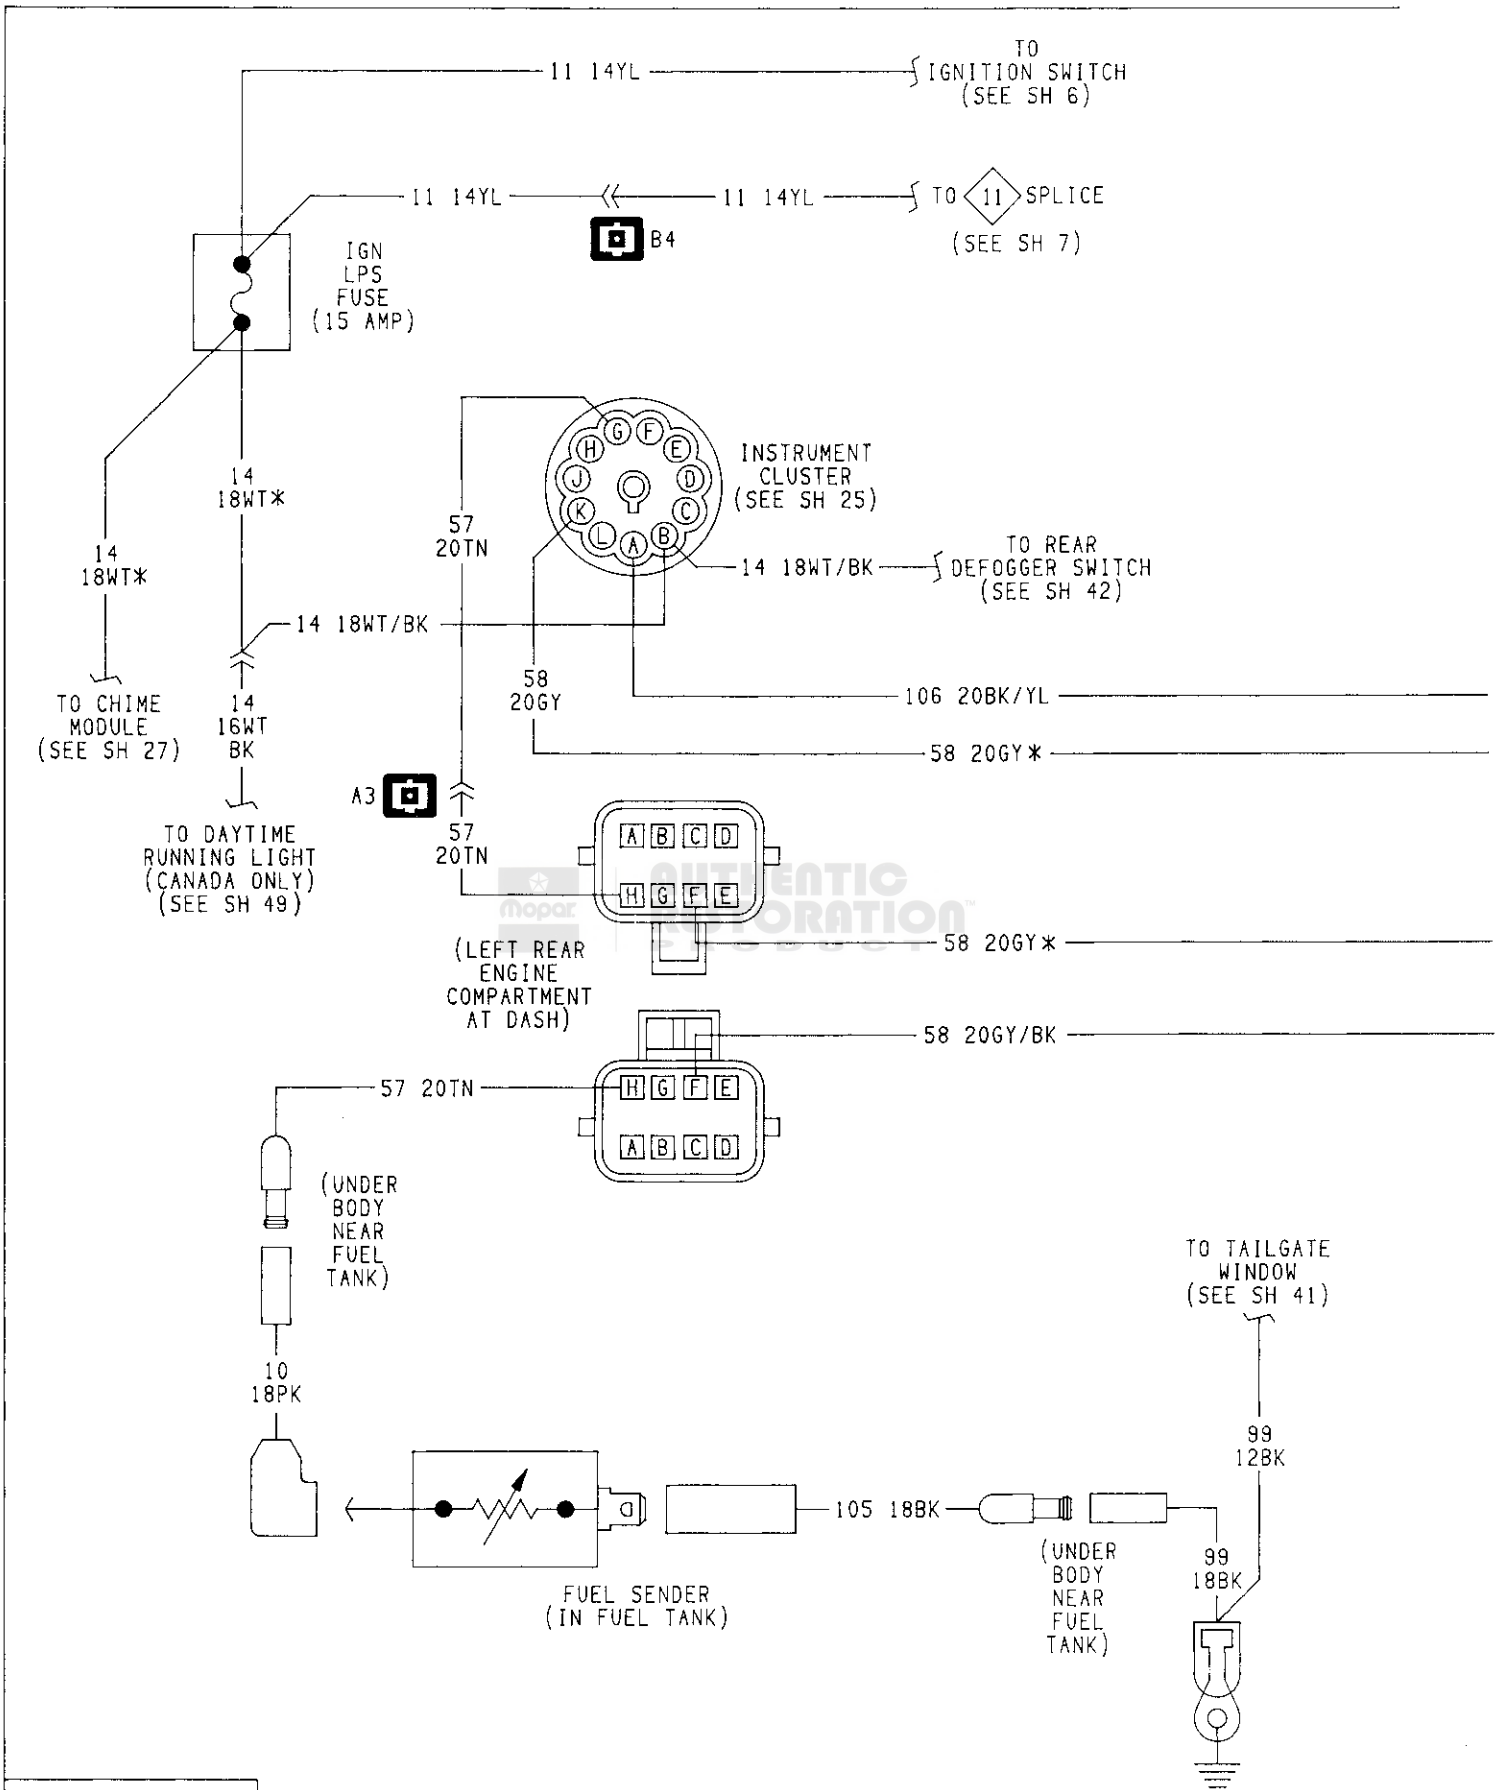 TO
IGNITION SWITCH
(SEE SH 6)
11 14YL
11 14YL
11 14YL
TO 11 SPLICE
(SEE SH 7)
B4
IGN
LPS
FUSE
(15 AMP)
INSTRUMENT
CLUSTER
(SEE SH 25)
G F
H E
J D
K C
L A B
14
18WT*
14
18WT*
57
20TN
14 18WT/BK
TO REAR
DEFOGGER SWITCH
(SEE SH 42)
14 18WT/BK
58
20GY
106 20BK/YL
58 20GY*
TO CHIME
MODULE
(SEE SH 27)
14
16WT
BK
A3
TO DAYTIME
RUNNING LIGHT
(CANADA ONLY)
(SEE SH 49)
57
20TN
A B C D
H G F E
Mopar
AUTHENTIC
RESTORATION™
PRODUCT
58 20GY*
(LEFT REAR
ENGINE
COMPARTMENT
AT DASH)
58 20GY/BK
57 20TN
H G F E
A B C D
(UNDER
BODY
NEAR
FUEL
TANK)
TO TAILGATE
WINDOW
(SEE SH 41)
10
18PK
99
12BK
105 18BK
FUEL SENDER
(IN FUEL TANK)
(UNDER
BODY
NEAR
FUEL
TANK)
99
18BK